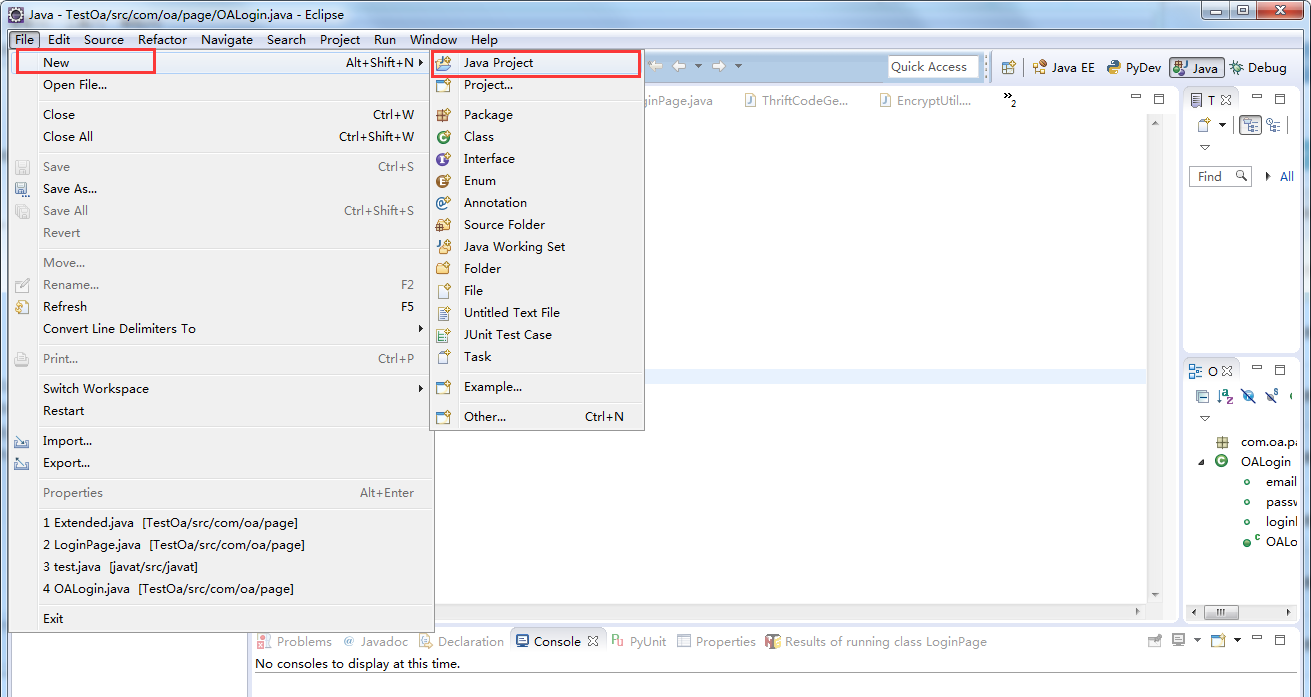 Java - TestOa/src/com/oa/page/OALogin.java - Eclipse
File Edit Source Refactor Navigate Search Project Run Window Help
New Alt+Shift+N
Open File...
Close Ctrl+W
Close All Ctrl+Shift+W
Save Ctrl+S
Save As...
Save All Ctrl+Shift+S
Revert
Move...
Rename... F2
Refresh F5
Convert Line Delimiters To
Print... Ctrl+P
Switch Workspace
Restart
Import...
Export...
Properties Alt+Enter
1 Extended.java [TestOa/src/com/oa/page]
2 LoginPage.java [TestOa/src/com/oa/page]
3 test.java [javat/src/javat]
4 OALogin.java [TestOa/src/com/oa/page]
Exit
Java Project
Project...
Package
Class
Interface
Enum
Annotation
Source Folder
Java Working Set
Folder
File
Untitled Text File
JUnit Test Case
Task
Example...
Other... Ctrl+N
Quick Access
Java EE PyDev Java Debug
ginPage.java ThriftCodeGe... EncryptUtil.... »2
T
Find All
O
com.oa.pa
OALogin
email
passw
loginl
OALo
Problems Javadoc Declaration Console PyUnit Properties Results of running class LoginPage
No consoles to display at this time.